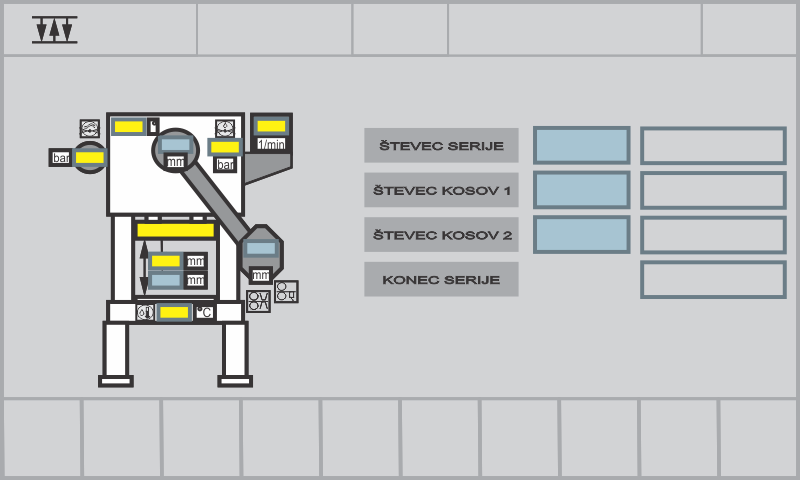 1/min
bar
mm
bar
ŠTEVEC SERIJE
ŠTEVEC KOSOV 1
ŠTEVEC KOSOV 2
mm
mm
mm
KONEC SERIJE
°C